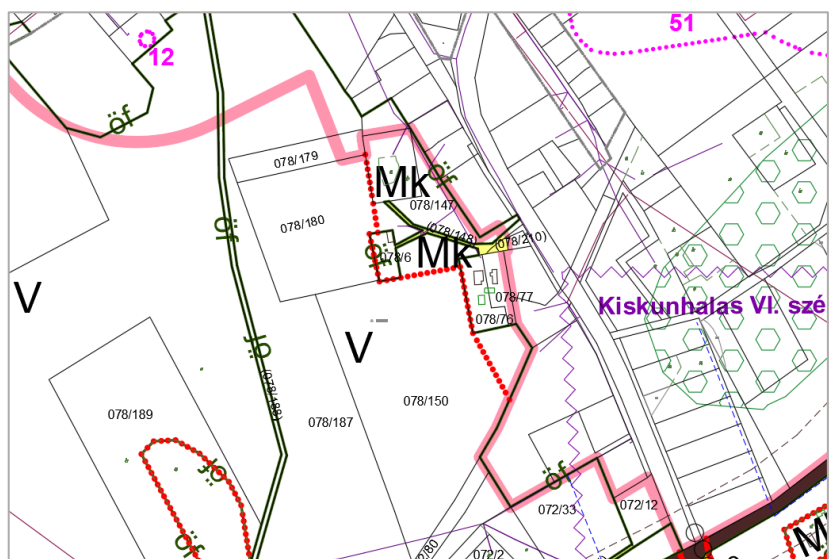 51
12
öf
078/179
Mk
öf
078/147
078/180
öf
(078/148)
(078/210)
Mk
öf
078/6
078/77
V
Kiskunhalas VI. szé
078/76
V
öf
(078/188)
078/150
078/189
078/187
öf
öf
072/12
072/33
öf
M
072/2